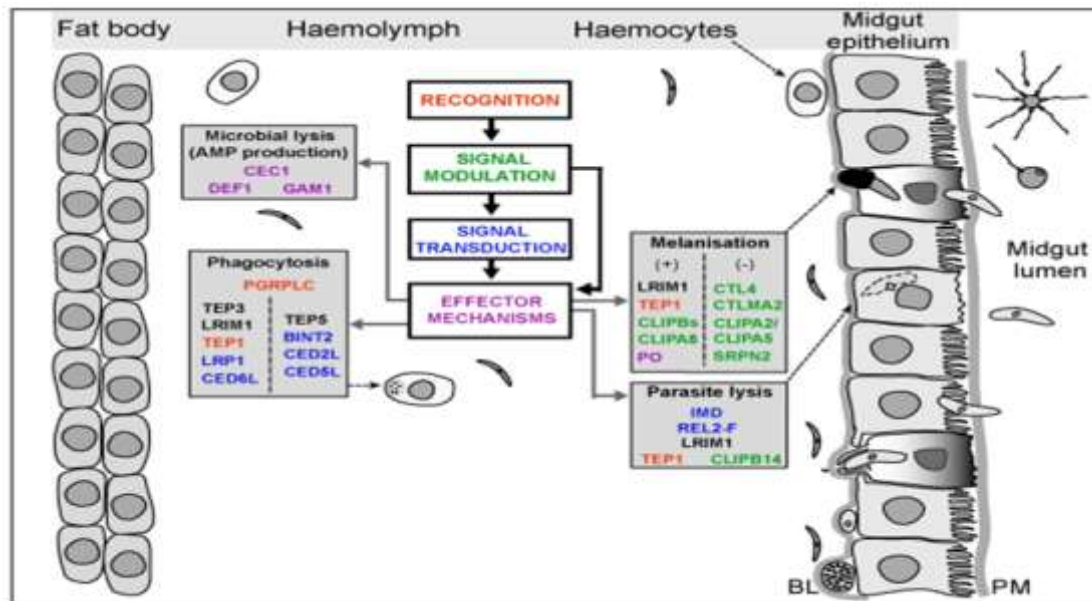 Fat body
Haemolymph
Haemocytes
Midgut
epithelium
RECOGNITION
SIGNAL
MODULATION
SIGNAL
TRANSDUCTION
EFFECTOR
MECHANISMS
Microbial lysis
(AMP production)
CEC1
DEF1 GAM1
Phagocytosis
PGRPLC
TEP3
LRIM1
TEP1
LRP1
CED6L
TEP5
BINT2
CED2L
CED5L
Melanisation
(+) (-)
LRIM1 CTL4
TEP1 CTLMA2
CLIPBs CLIPA2/
CLIPA8 CLIPA5
PO SRPN2
Parasite lysis
IMD
REL2-F
LRIM1
TEP1 CLIPB14
Midgut
lumen
BL
PM